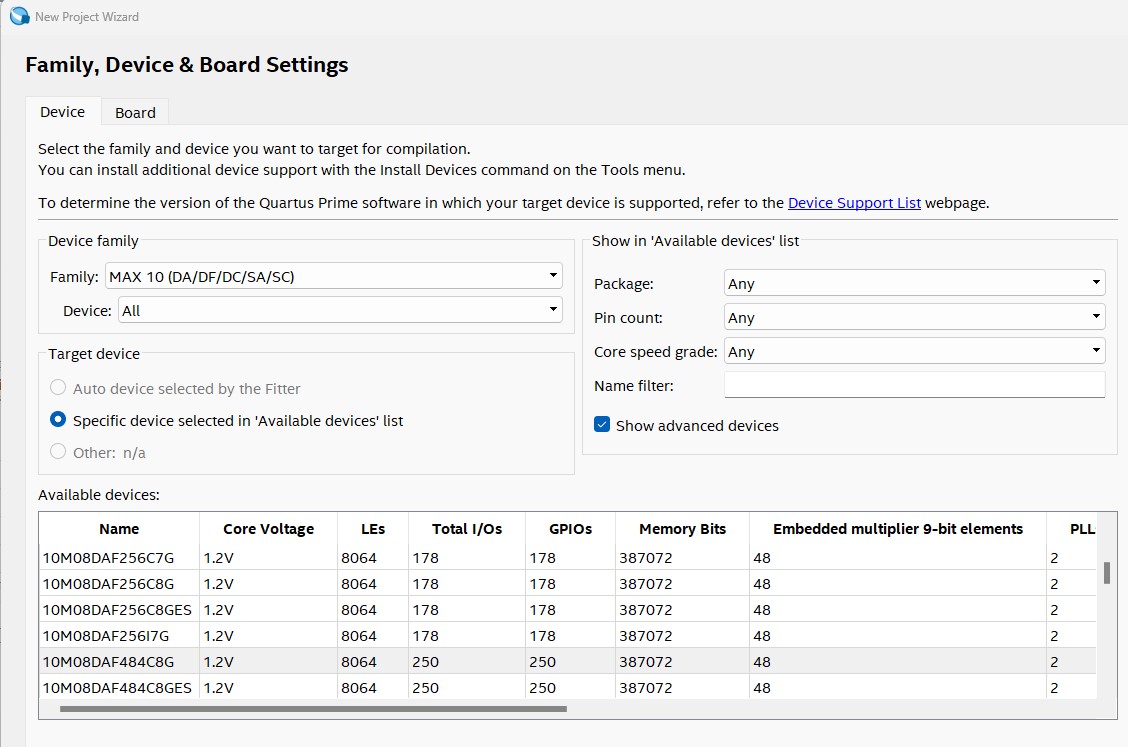 New Project Wizard
Family, Device & Board Settings
Device Board
Select the family and device you want to target for compilation.
You can install additional device support with the Install Devices command on the Tools menu.
To determine the version of the Quartus Prime software in which your target device is supported, refer to the Device Support List webpage.
Device family
Family: MAX 10 (DA/DF/DC/SA/SC)
Device: All
Target device
Auto device selected by the Fitter
Specific device selected in 'Available devices' list
Other: n/a
Show in 'Available devices' list
Package: Any
Pin count: Any
Core speed grade: Any
Name filter:
Show advanced devices
Available devices:
Name Core Voltage LEs Total I/Os GPIOs Memory Bits Embedded multiplier 9-bit elements PLL
10M08DAF256C7G 1.2V 8064 178 178 387072 48 2
10M08DAF256C8G 1.2V 8064 178 178 387072 48 2
10M08DAF256C8GES 1.2V 8064 178 178 387072 48 2
10M08DAF256I7G 1.2V 8064 178 178 387072 48 2
10M08DAF484C8G 1.2V 8064 250 250 387072 48 2
10M08DAF484C8GES 1.2V 8064 250 250 387072 48 2